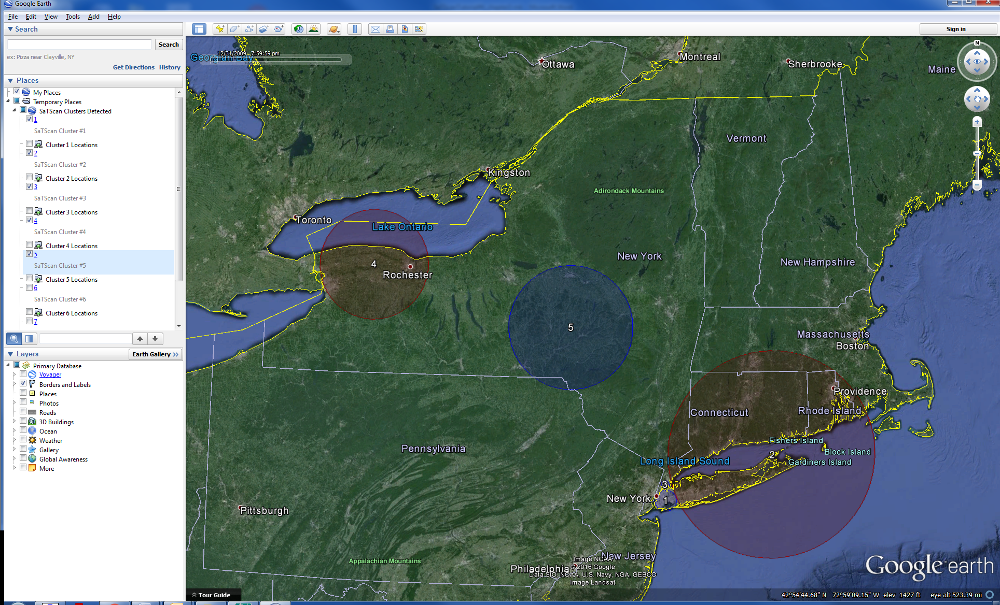 Google Earth
File Edit View Tools Add Help
Search
Search
ex: Pizza near Clayville, NY
Get Directions History
Places
My Places
Temporary Places
SaTScan Clusters Detected
1
SaTScan Cluster #1
Cluster 1 Locations
2
SaTScan Cluster #2
Cluster 2 Locations
3
SaTScan Cluster #3
Cluster 3 Locations
4
SaTScan Cluster #4
Cluster 4 Locations
5
SaTScan Cluster #5
Cluster 5 Locations
6
SaTScan Cluster #6
Cluster 6 Locations
7
Layers
Earth Gallery »
Primary Database
Voyager
Borders and Labels
Places
Photos
Roads
3D Buildings
Ocean
Weather
Gallery
Global Awareness
More
Sign in
12/31/2009 7:59:59 pm
Georgian Bay
Ottawa
Montreal
Sherbrooke
Maine
N
Vermont
Kingston
Adirondack Mountains
Toronto
Lake Ontario
New York
New Hampshire
4
Rochester
5
Massachusetts
Boston
Providence
Connecticut
Rhode Island
Fishers Island
Pennsylvania
Block Island
2
Long Island Sound
Gardiners Island
3
New York
1
Pittsburgh
New Jersey
Appalachian Mountains
Philadelphia
Image NOAA
© 2016 Google
Data SIO, NOAA, U.S. Navy, NGA, GEBCO
Image Landsat
Google earth
Tour Guide
42°54'44.68" N 72°59'09.15" W elev 1427 ft eye alt 523.39 mi